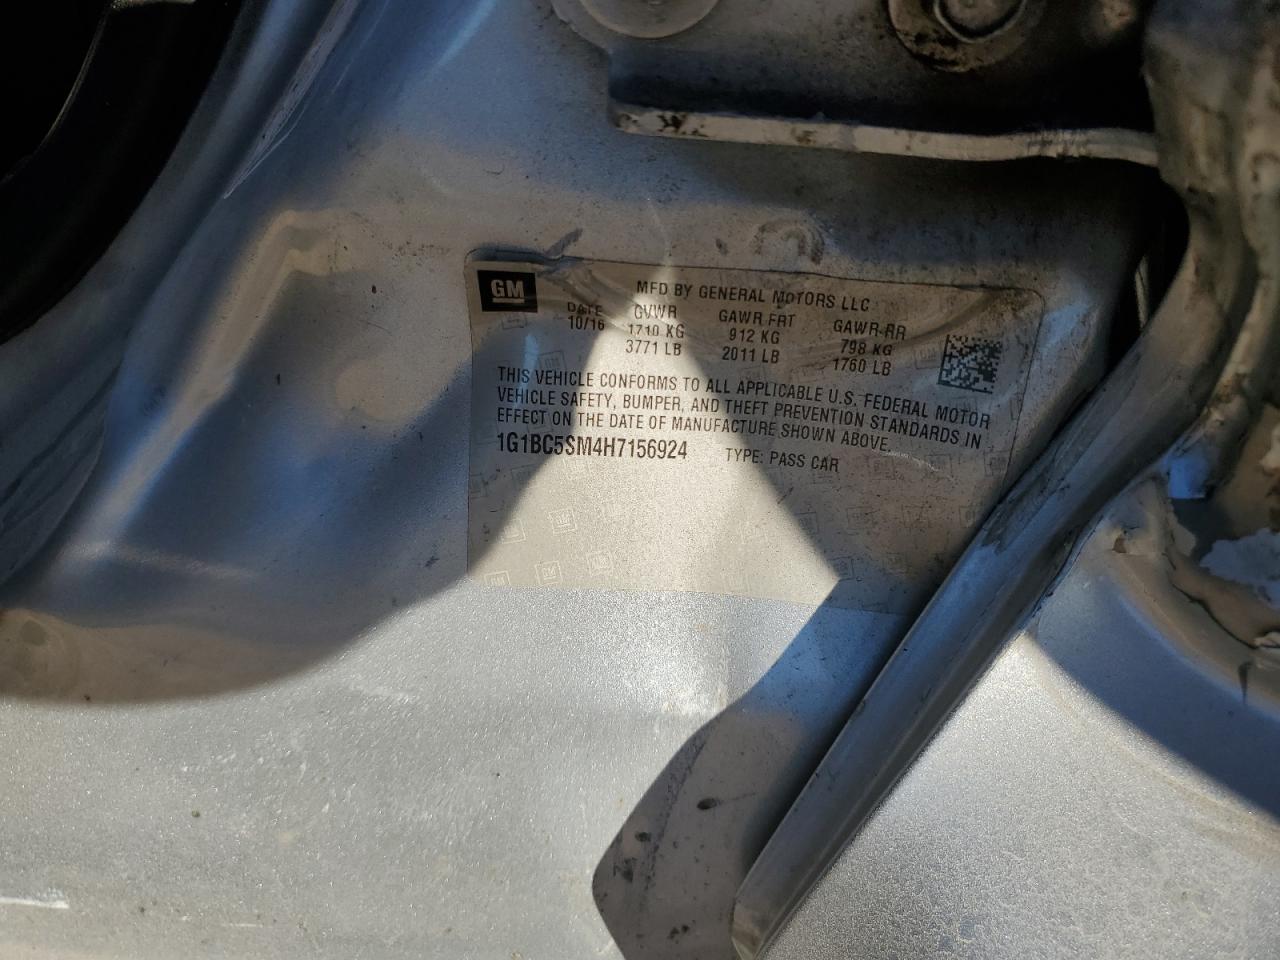 GM
MFD BY GENERAL MOTORS LLC
DATE GVWR GAWR FRT GAWR RR
10/16 1710 KG 912 KG 798 KG
3771 LB 2011 LB 1760 LB
THIS VEHICLE CONFORMS TO ALL APPLICABLE U.S. FEDERAL MOTOR
VEHICLE SAFETY, BUMPER, AND THEFT PREVENTION STANDARDS IN
EFFECT ON THE DATE OF MANUFACTURE SHOWN ABOVE.
1G1BC5SM4H7156924 TYPE: PASS CAR